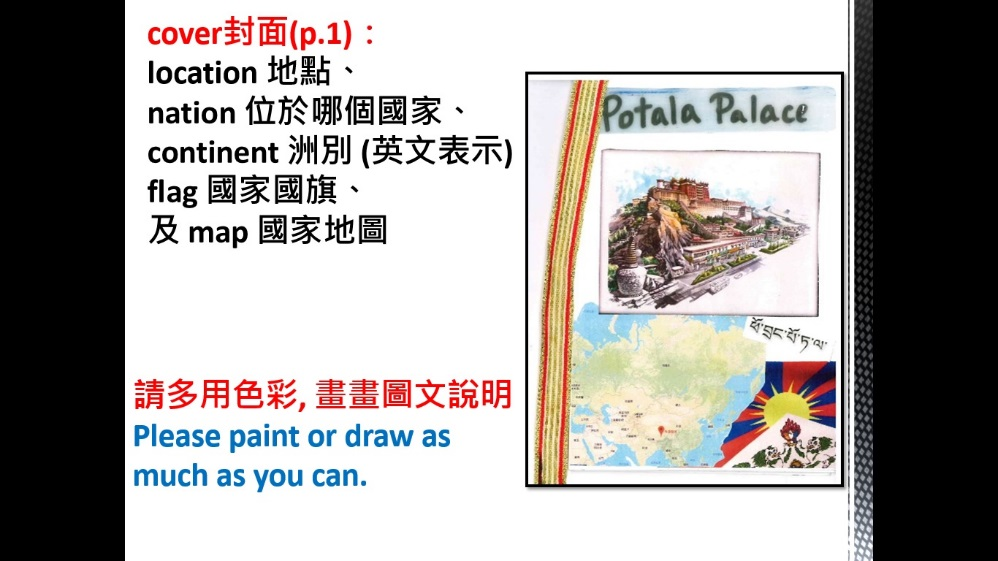 cover封面(p.1)：
location 地點、
nation 位於哪個國家、
continent 洲別 (英文表示)
flag 國家國旗、
及 map 國家地圖
請多用色彩, 畫畫圖文說明
Please paint or draw as
much as you can.
Potala Palace
ཕོ་བྲང་པོ་ཏ་ལ་